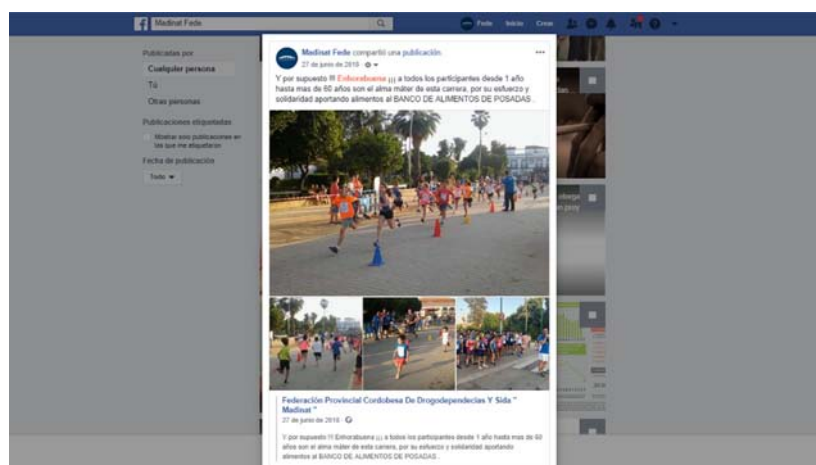 Madinat Fede
Fede Inicio Crear
Publicadas por
Cualquier persona
Tú
Otras personas
Publicaciones etiquetadas
Mostrar solo publicaciones en
las que me etiquetaron
Fecha de publicación
Todo
Madinat Fede compartió una publicación.
27 de junio de 2018
Y por supuesto !!! Enhorabuena ¡¡¡ a todos los participantes desde 1 año
hasta mas de 60 años son el alma máter de esta carrera, por su esfuerzo y
solidaridad aportando alimentos al BANCO DE ALIMENTOS DE POSADAS .
Federación Provincial Cordobesa De Drogodependecias Y Sida "
Madinat "
27 de junio de 2018
Y por supuesto !!! Enhorabuena ¡¡¡ a todos los participantes desde 1 año hasta mas de 60
años son el alma máter de esta carrera, por su esfuerzo y solidaridad aportando
alimentos al BANCO DE ALIMENTOS DE POSADAS .